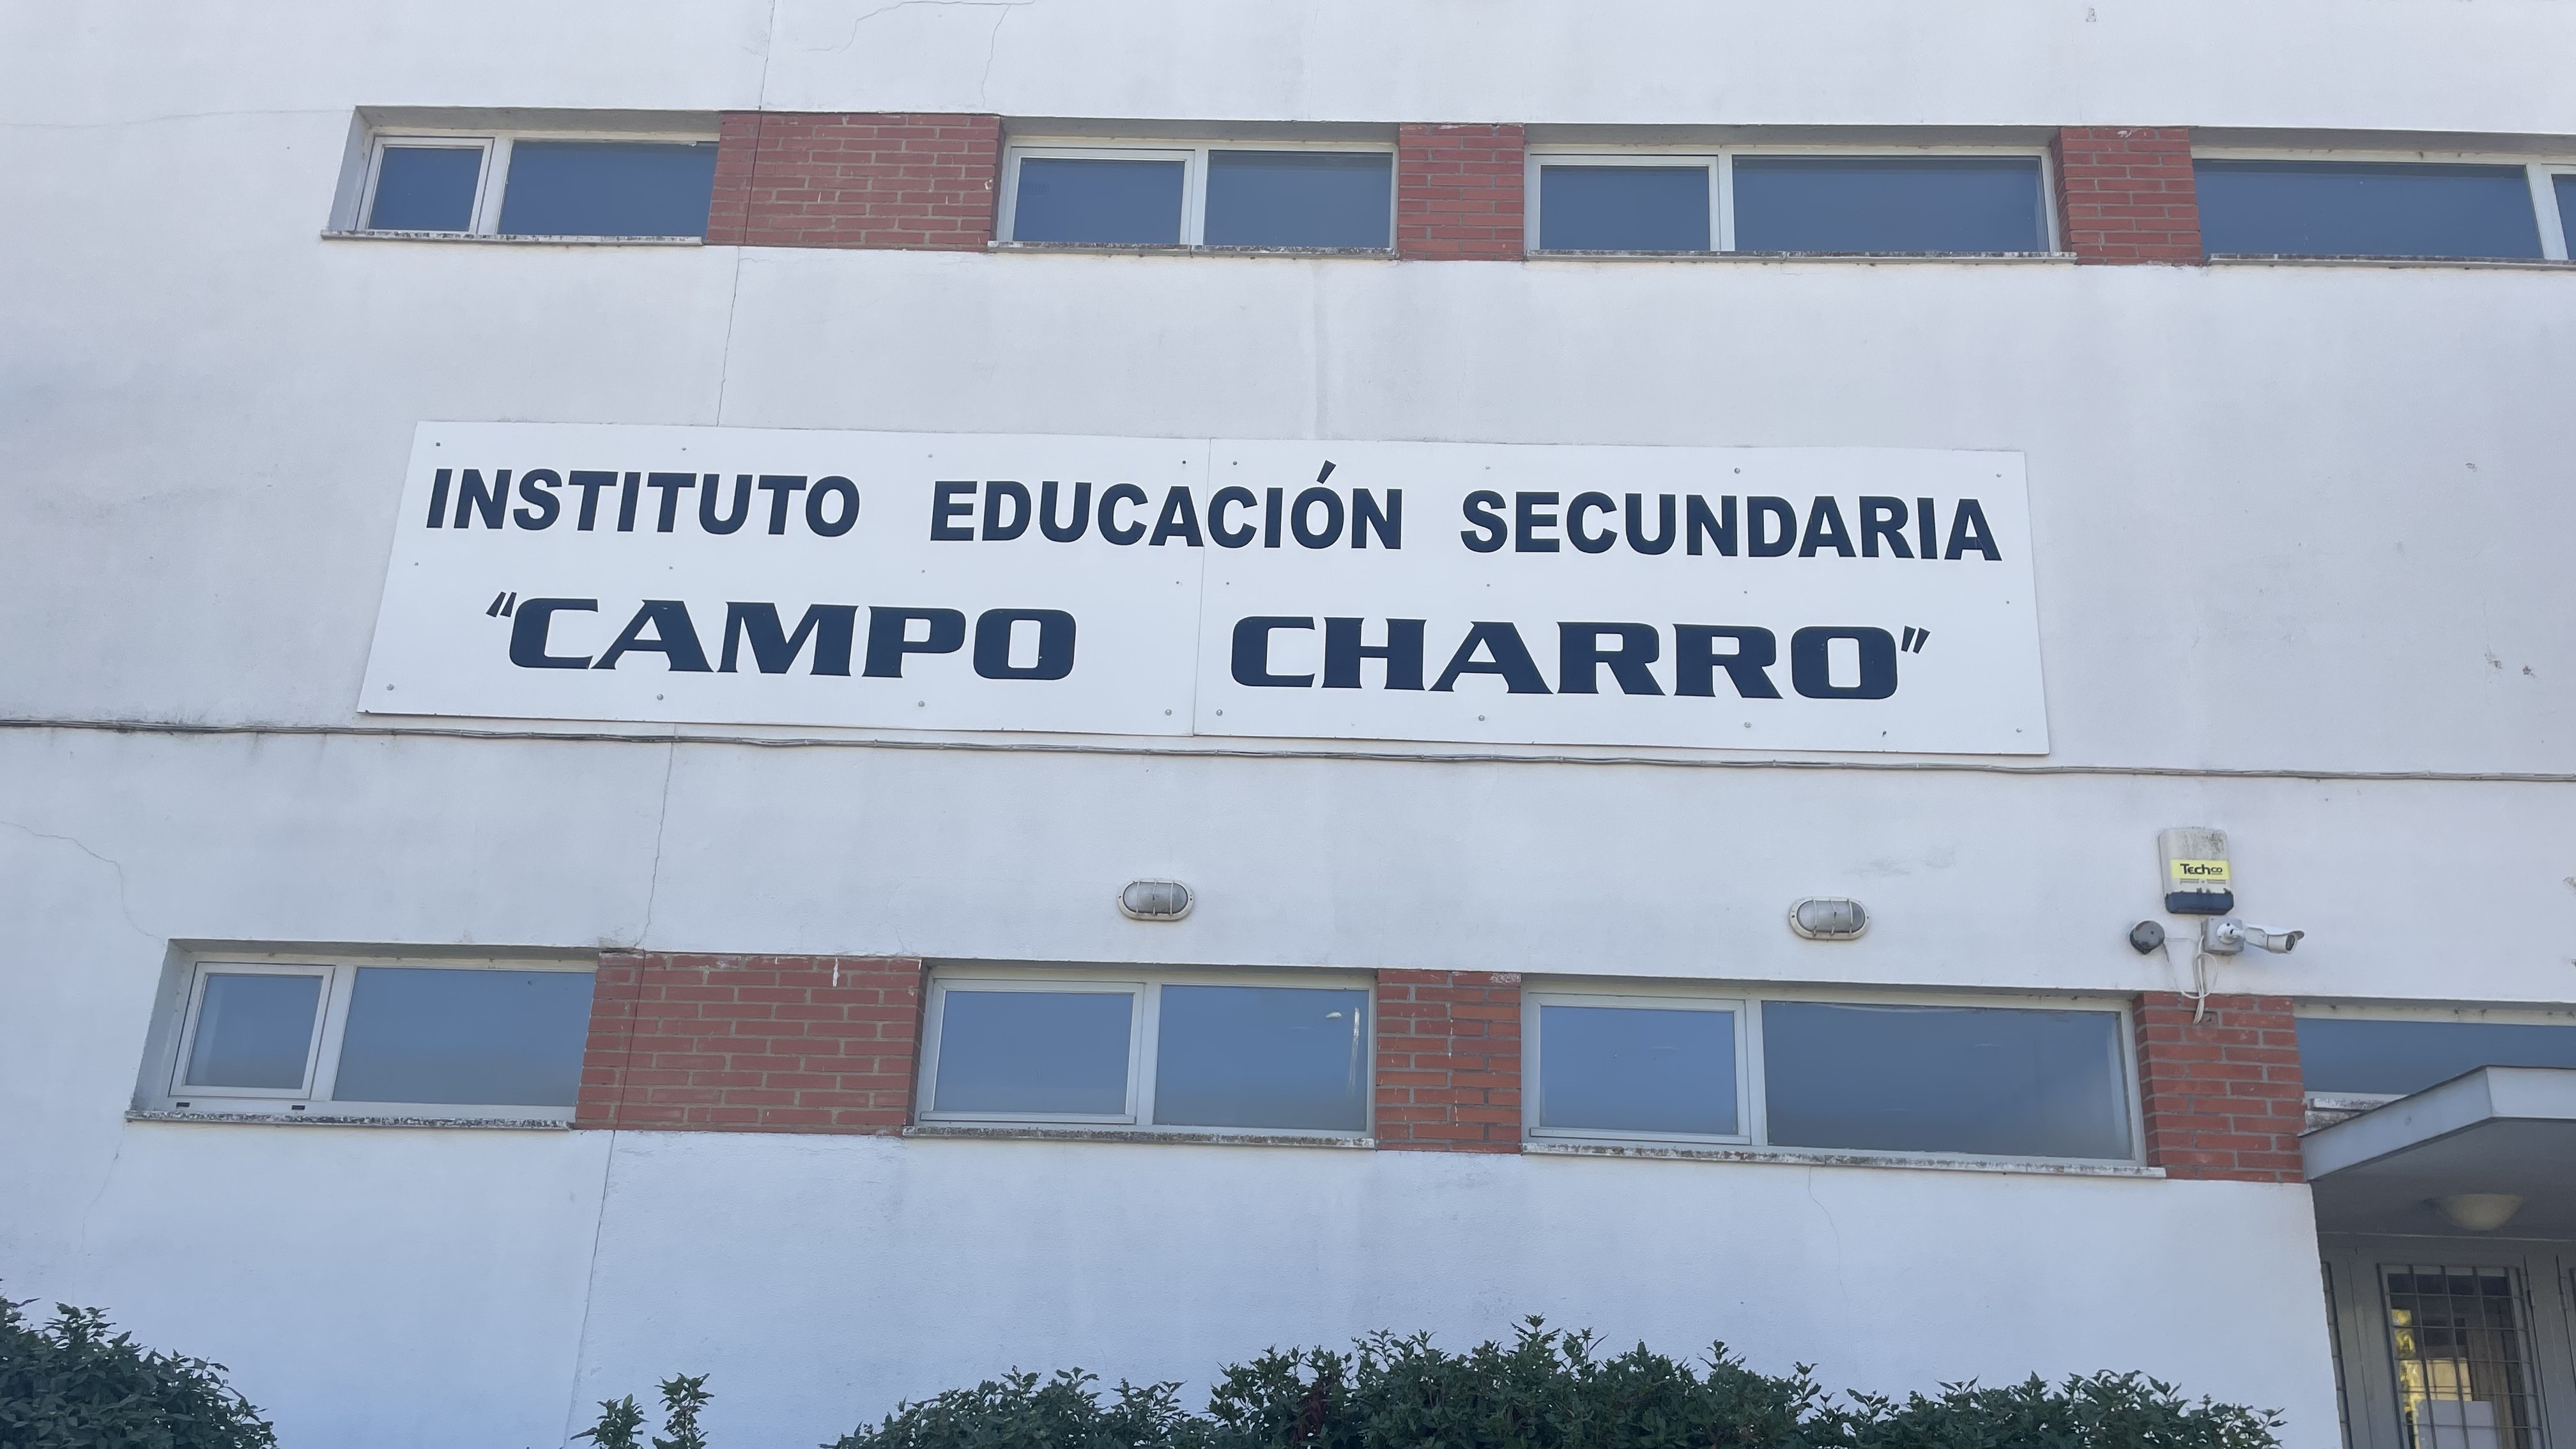 INSTITUTO EDUCACIÓN SECUNDARIA
“CAMPO CHARRO”
Techco